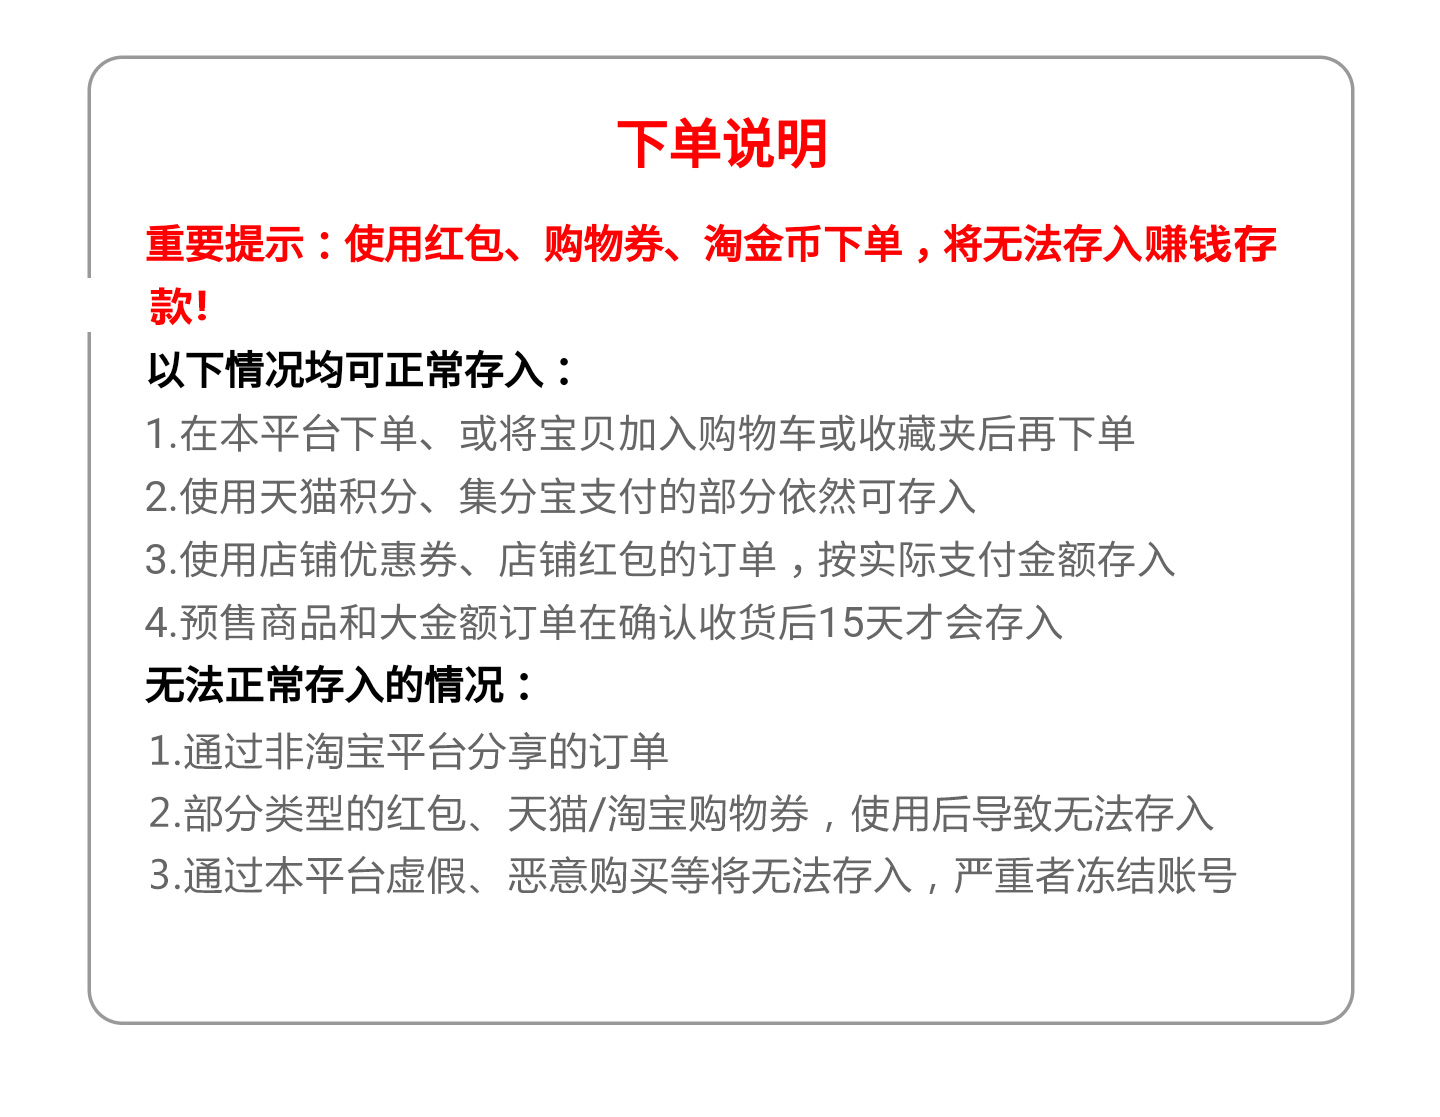 下单说明
重要提示：使用红包、购物券、淘金币下单，将无法存入赚钱存
款!
以下情况均可正常存入：
1.在本平台下单、或将宝贝加入购物车或收藏夹后再下单
2.使用天猫积分、集分宝支付的部分依然可存入
3.使用店铺优惠券、店铺红包的订单，按实际支付金额存入
4.预售商品和大金额订单在确认收货后15天才会存入
无法正常存入的情况：
1.通过非淘宝平台分享的订单
2.部分类型的红包、天猫/淘宝购物券，使用后导致无法存入
3.通过本平台虚假、恶意购买等将无法存入，严重者冻结账号